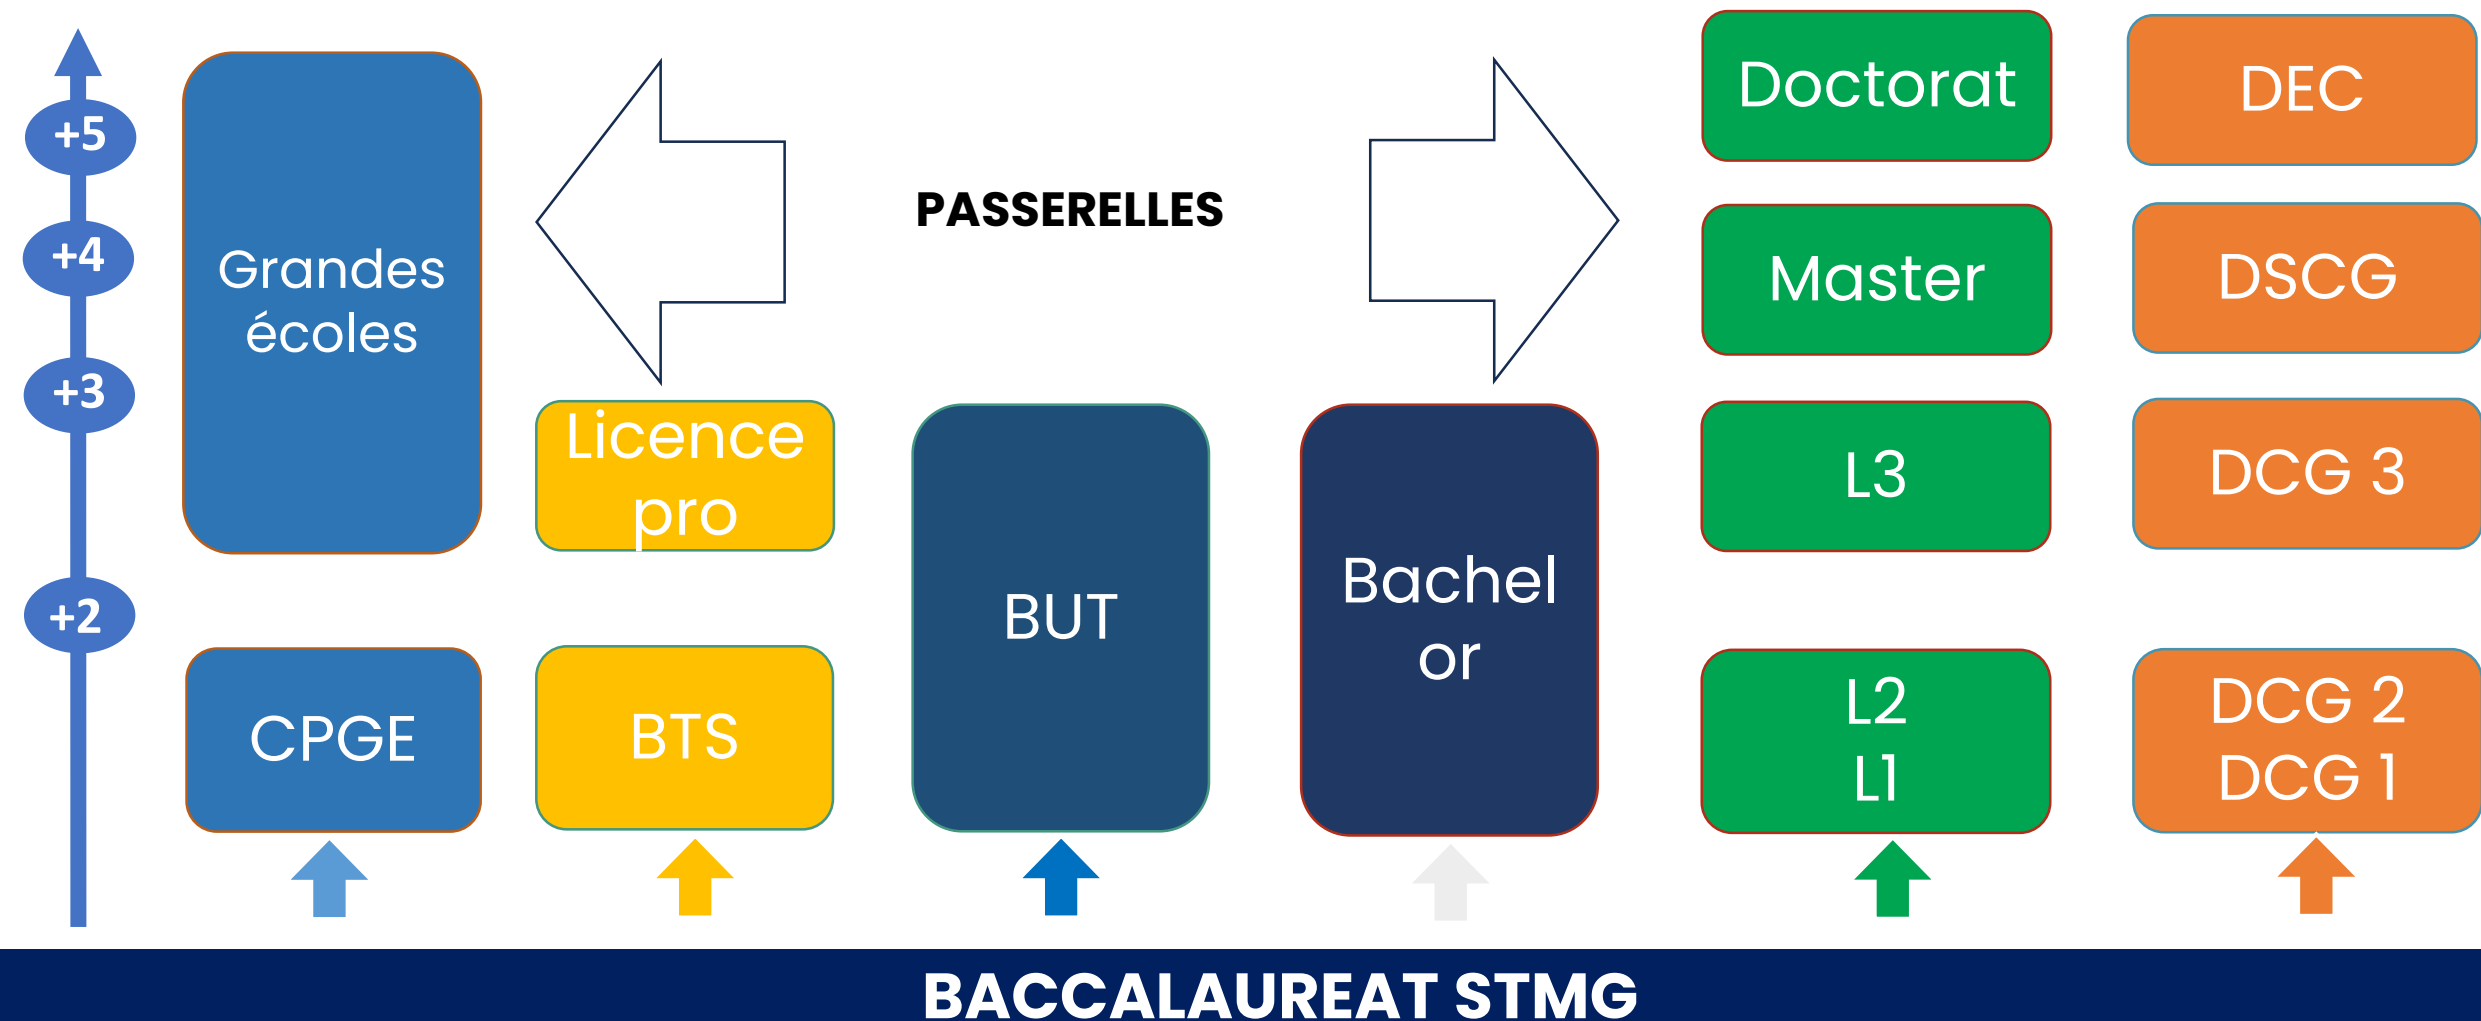 +5
+4
+3
+2
Grandes
écoles
CPGE
PASSERELLES
Licence
pro
BTS
BUT
Bachel
or
Doctorat
Master
L3
L2
L1
DEC
DSCG
DCG 3
DCG 2
DCG 1
BACCALAUREAT STMG